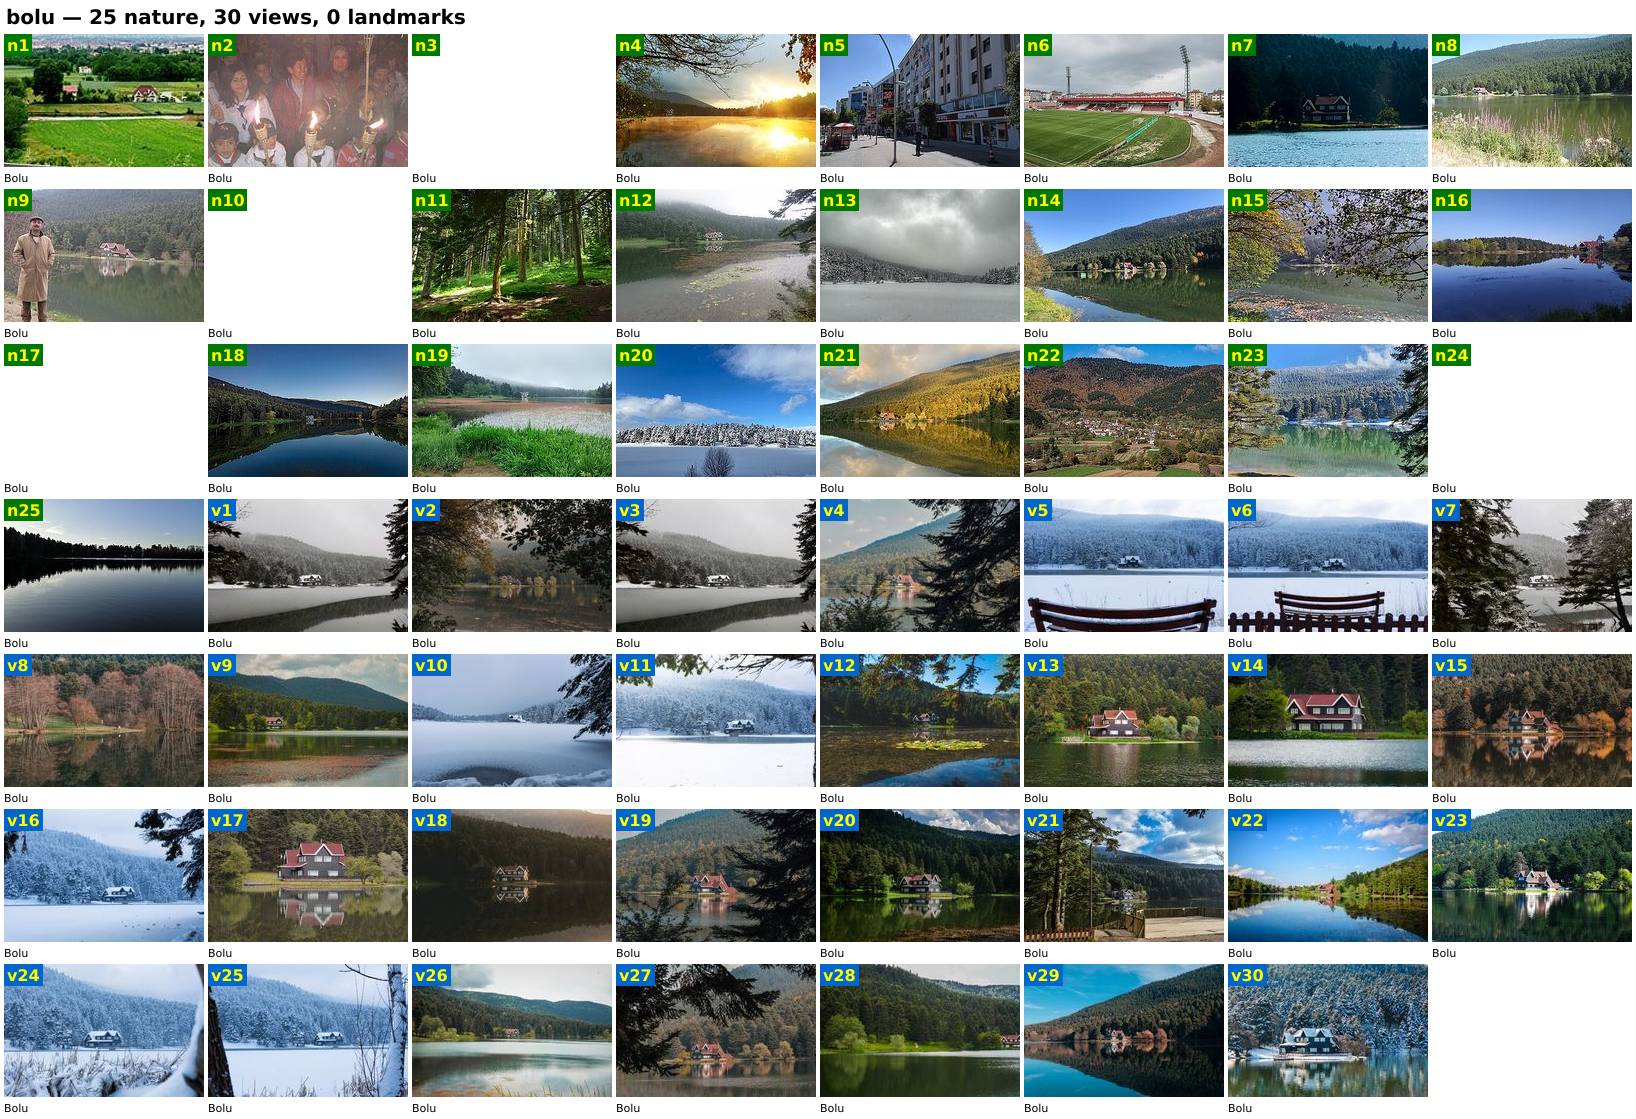 bolu — 25 nature, 30 views, 0 landmarks
n1 n2 n3 n4 n5 n6 n7 n8
Bolu Bolu Bolu Bolu Bolu Bolu Bolu Bolu
n9 n10 n11 n12 n13 n14 n15 n16
Bolu Bolu Bolu Bolu Bolu Bolu Bolu Bolu
n17 n18 n19 n20 n21 n22 n23 n24
Bolu Bolu Bolu Bolu Bolu Bolu Bolu Bolu
n25 v1 v2 v3 v4 v5 v6 v7
Bolu Bolu Bolu Bolu Bolu Bolu Bolu Bolu
v8 v9 v10 v11 v12 v13 v14 v15
Bolu Bolu Bolu Bolu Bolu Bolu Bolu Bolu
v16 v17 v18 v19 v20 v21 v22 v23
Bolu Bolu Bolu Bolu Bolu Bolu Bolu Bolu
v24 v25 v26 v27 v28 v29 v30
Bolu Bolu Bolu Bolu Bolu Bolu Bolu